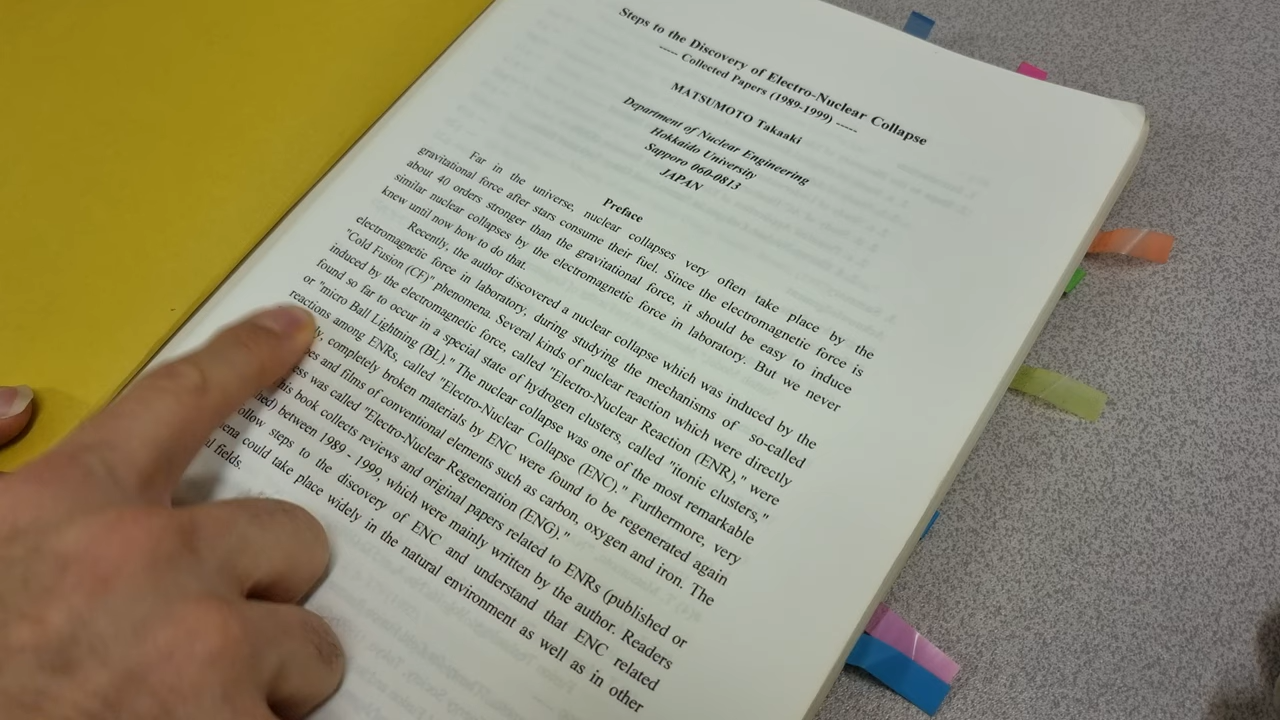 Steps to the Discovery of Electro-Nuclear Collapse
----- Collected Papers (1989-1999) -----
MATSUMOTO Takaaki
Department of Nuclear Engineering
Hokkaido University
Sapporo 060-0813
JAPAN
Preface
Far in the universe, nuclear collapses very often take place by the
gravitational force after stars consume their fuel. Since the electromagnetic force is
about 40 orders stronger than the gravitational force, it should be easy to induce
similar nuclear collapses by the electromagnetic force in laboratory. But we never
knew until now how to do that.
Recently, the author discovered a nuclear collapse which was induced by the
electromagnetic force in laboratory, during studying the mechanisms of so-called
"Cold Fusion (CF)" phenomena. Several kinds of nuclear reaction which were directly
induced by the electromagnetic force, called "Electro-Nuclear Reaction (ENR)," were
found so far to occur in a special state of hydrogen clusters, called "itonic clusters,"
or "micro Ball Lightning (BL)." The nuclear collapse was one of the most remarkable
reactions among ENRs, called "Electro-Nuclear Collapse (ENC)." Furthermore, very
completely broken materials by ENC were found to be regenerated again
and films of conventional elements such as carbon, oxygen and iron. The
was called "Electro-Nuclear Regeneration (ENG)."
his book collects reviews and original papers related to ENRs (published or
hed) between 1989 - 1999, which were mainly written by the author. Readers
ollow steps to the discovery of ENC and understand that ENC related
ena could take place widely in the natural environment as well as in other
l fields.